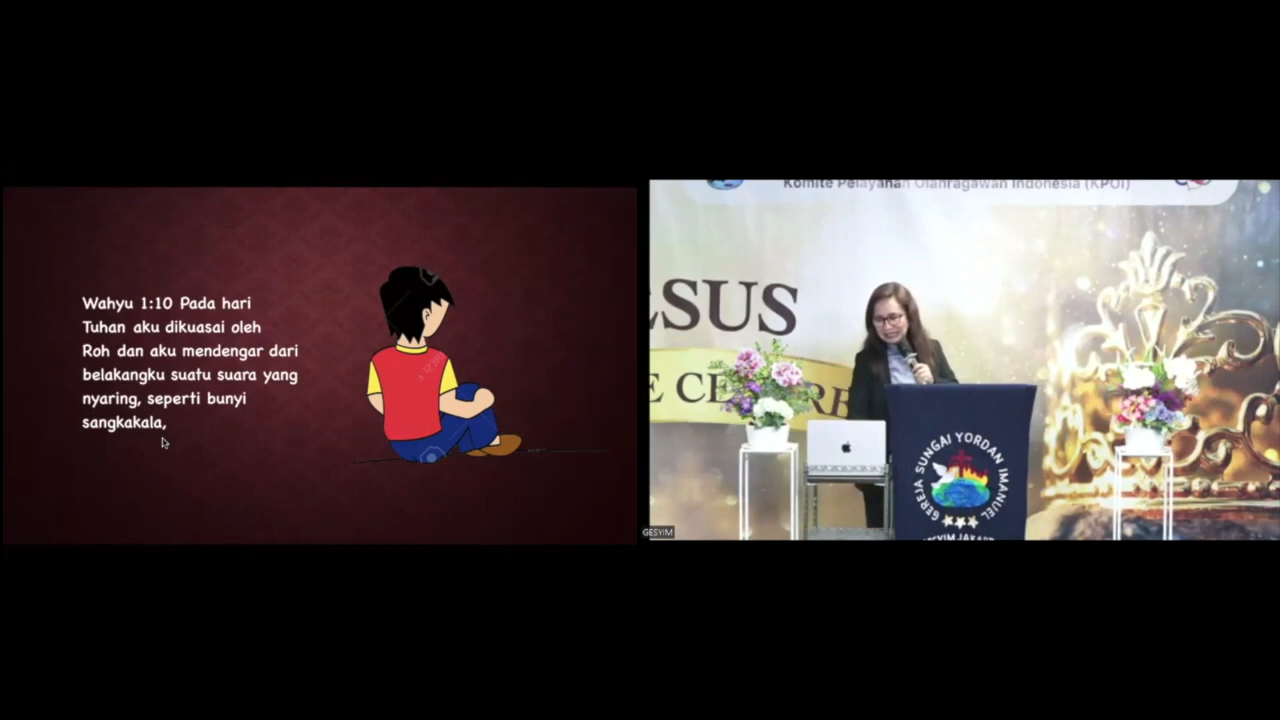 Wahyu 1:10 Pada hari
Tuhan aku dikuasai oleh
Roh dan aku mendengar dari
belakangku suatu suara yang
nyaring, seperti bunyi
sangkakala,
Komite Pelayanan Olahragawan Indonesia (KPOI)
GEREJA SUNGAI YORDAN IMANUEL
GESYIM